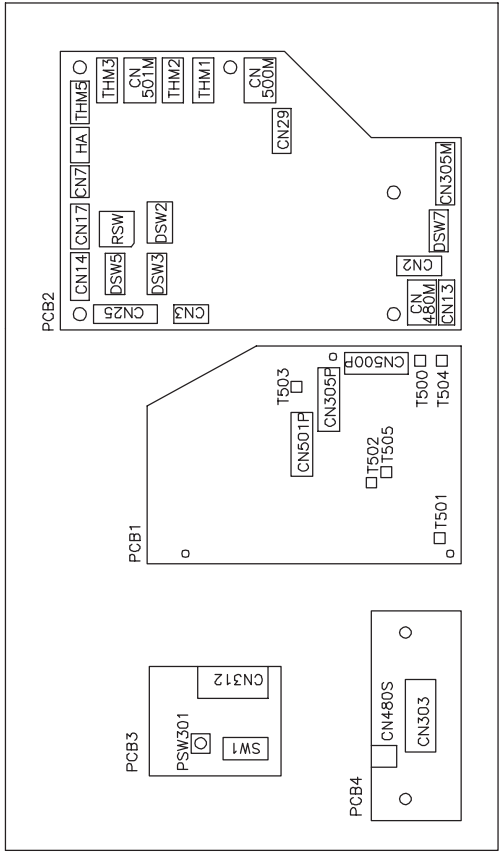 PCB2
THM5
HA
CN7
CN17
CN14
THM3
CN
501M
THM2
THM1
CN
500M
CN29
RSW
DSW2
DSW5
DSW3
CN25
CN3
CN305M
DSW7
CN2
CN
480M
CN13
PCB1
T503
CN501P
CN305P
CN500P
T500
T504
T502
T505
T501
PCB3
PSW301
SW1
CN312
PCB4
CN480S
CN303